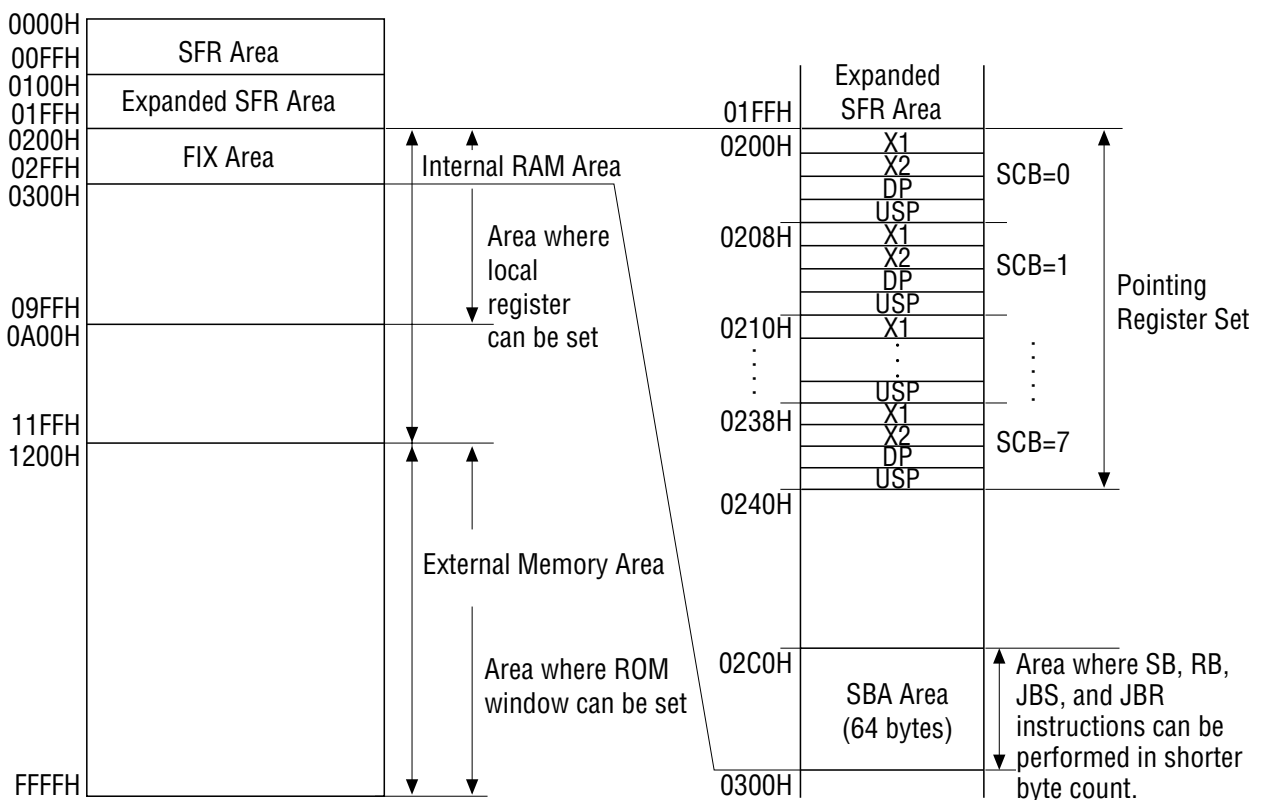 0000H
00FFH
SFR Area
0100H
01FFH
Expanded SFR Area
0200H
02FFH
FIX Area
0300H
Internal RAM Area
Area where
local
register
can be set
09FFH
0A00H
11FFH
1200H
External Memory Area
Area where ROM
window can be set
FFFFH
Expanded
SFR Area
01FFH
0200H
X1
X2
DP
USP
SCB=0
0208H
X1
X2
DP
USP
SCB=1
0210H
X1
USP
0238H
X1
X2
DP
USP
SCB=7
0240H
Pointing
Register Set
02C0H
SBA Area
(64 bytes)
0300H
Area where SB, RB,
JBS, and JBR
instructions can be
performed in shorter
byte count.